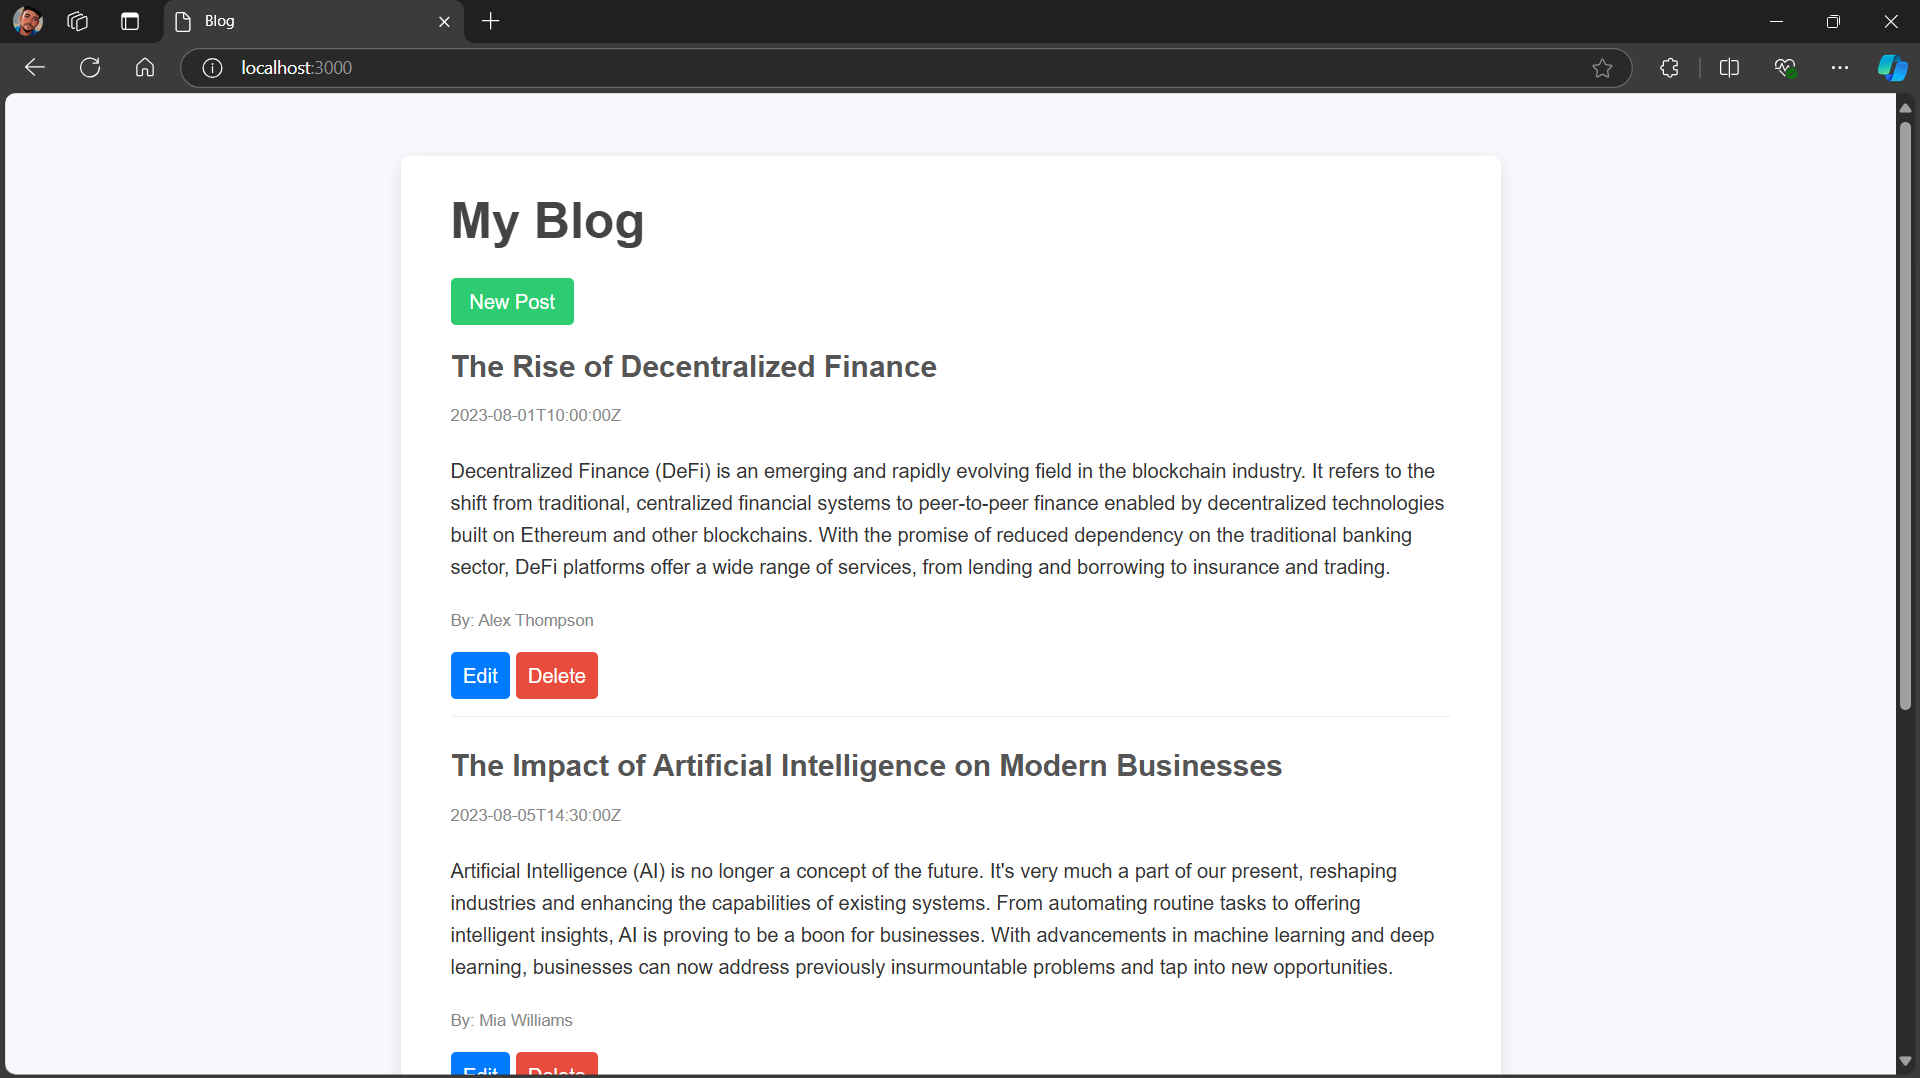 Blog
localhost:3000
My Blog
New Post
The Rise of Decentralized Finance
2023-08-01T10:00:00Z
Decentralized Finance (DeFi) is an emerging and rapidly evolving field in the blockchain industry. It refers to the
shift from traditional, centralized financial systems to peer-to-peer finance enabled by decentralized technologies
built on Ethereum and other blockchains. With the promise of reduced dependency on the traditional banking
sector, DeFi platforms offer a wide range of services, from lending and borrowing to insurance and trading.
By: Alex Thompson
Edit Delete
The Impact of Artificial Intelligence on Modern Businesses
2023-08-05T14:30:00Z
Artificial Intelligence (AI) is no longer a concept of the future. It's very much a part of our present, reshaping
industries and enhancing the capabilities of existing systems. From automating routine tasks to offering
intelligent insights, AI is proving to be a boon for businesses. With advancements in machine learning and deep
learning, businesses can now address previously insurmountable problems and tap into new opportunities.
By: Mia Williams
Edit Delete